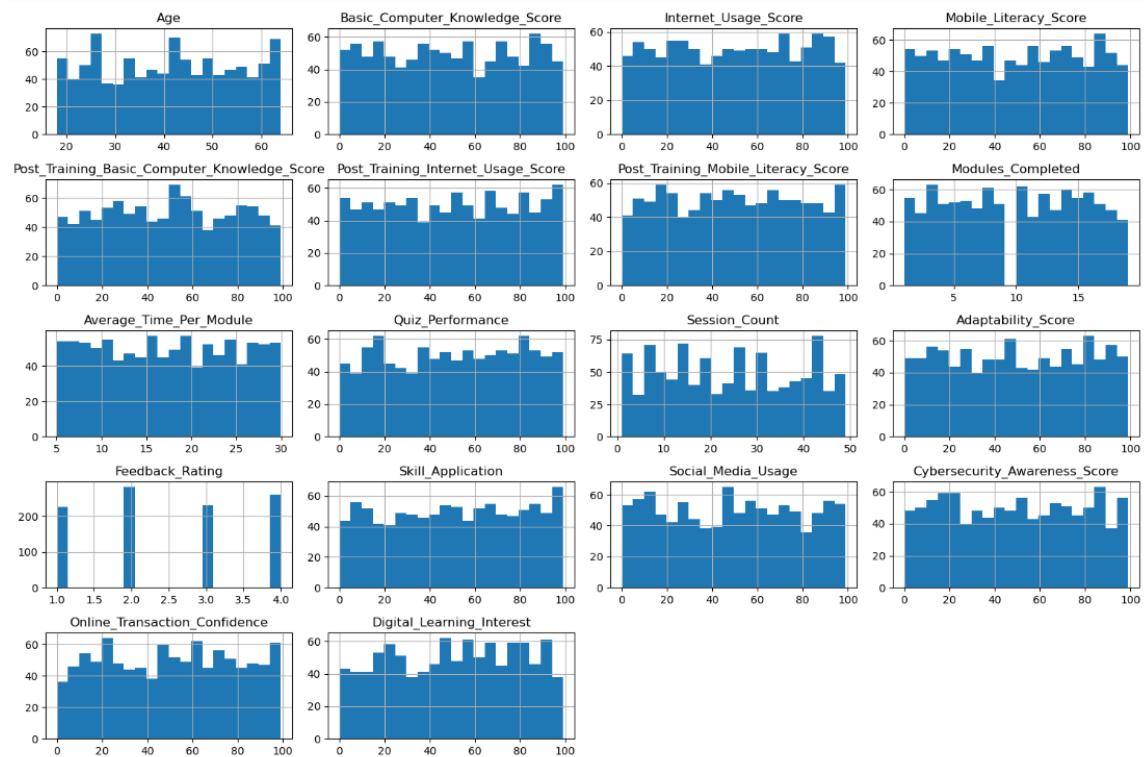 Age
Basic_Computer_Knowledge_Score
Internet_Usage_Score
Mobile_Literacy_Score
60
40
20
0
20 30 40 50 60
60
40
20
0
0 20 40 60 80 100
60
40
20
0
0 20 40 60 80 100
60
40
20
0
0 20 40 60 80 100
Post_Training_Basic_Computer_Knowledge_Score
Post_Training_Internet_Usage_Score
Post_Training_Mobile_Literacy_Score
Modules_Completed
60
40
20
0
0 20 40 60 80 100
60
40
20
0
0 20 40 60 80 100
60
40
20
0
0 20 40 60 80 100
60
40
20
0
5 10 15
Average_Time_Per_Module
Quiz_Performance
Session_Count
Adaptability_Score
40
20
0
5 10 15 20 25 30
60
40
20
0
0 20 40 60 80 100
75
50
25
0
0 10 20 30 40 50
60
40
20
0
0 20 40 60 80 100
Feedback_Rating
Skill_Application
Social_Media_Usage
Cybersecurity_Awareness_Score
200
100
0
1.0 1.5 2.0 2.5 3.0 3.5 4.0
60
40
20
0
0 20 40 60 80 100
60
40
20
0
0 20 40 60 80 100
60
40
20
0
0 20 40 60 80 100
Online_Transaction_Confidence
Digital_Learning_Interest
60
40
20
0
0 20 40 60 80 100
60
40
20
0
0 20 40 60 80 100